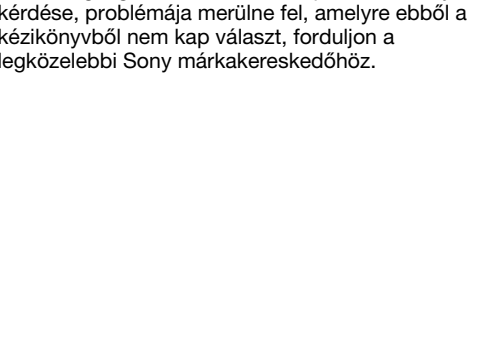 kérdése, problémája merülne fel, amelyre ebből a
kézikönyvből nem kap választ, forduljon a
legközelebbi Sony márkakereskedőhöz.